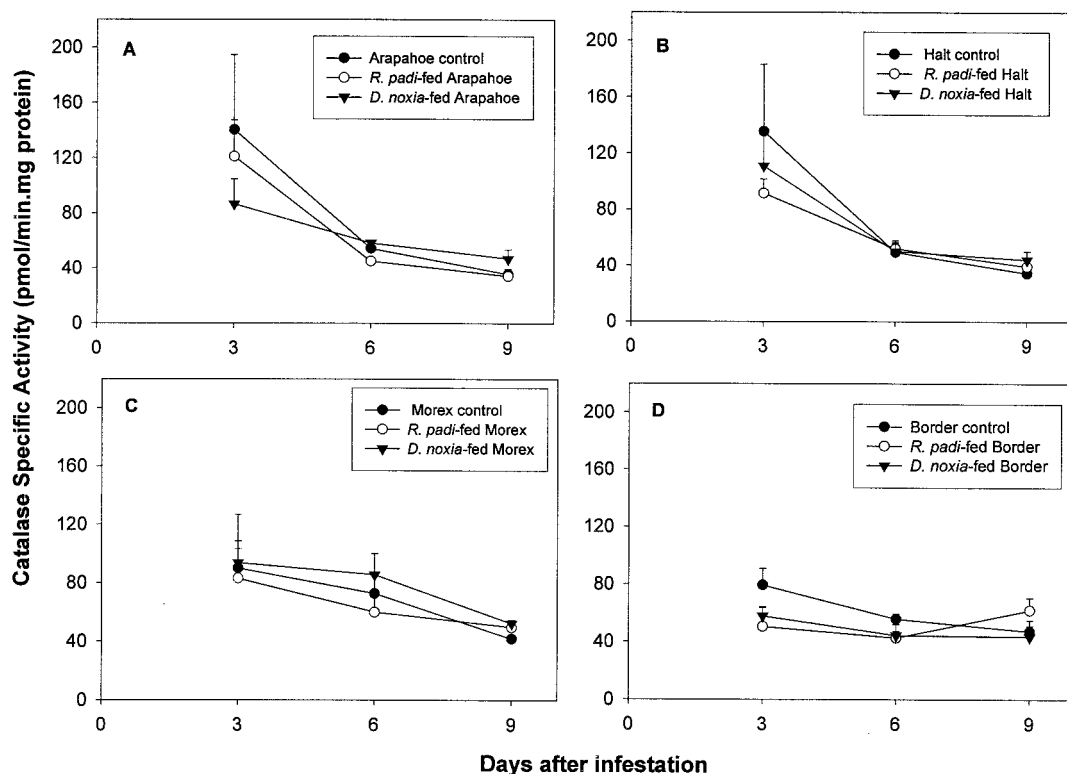 Catalase Specific Activity (pmol/min.mg protein)
A
Arapahoe control
R. padi-fed Arapahoe
D. noxia-fed Arapahoe
200
160
120
80
40
0
0 3 6 9
B
Halt control
R. padi-fed Halt
D. noxia-fed Halt
200
160
120
80
40
0
0 3 6 9
C
Morex control
R. padi-fed Morex
D. noxia-fed Morex
200
160
120
80
40
0
0 3 6 9
D
Border control
R. padi-fed Border
D. noxia-fed Border
200
160
120
80
40
0
0 3 6 9
Days after infestation